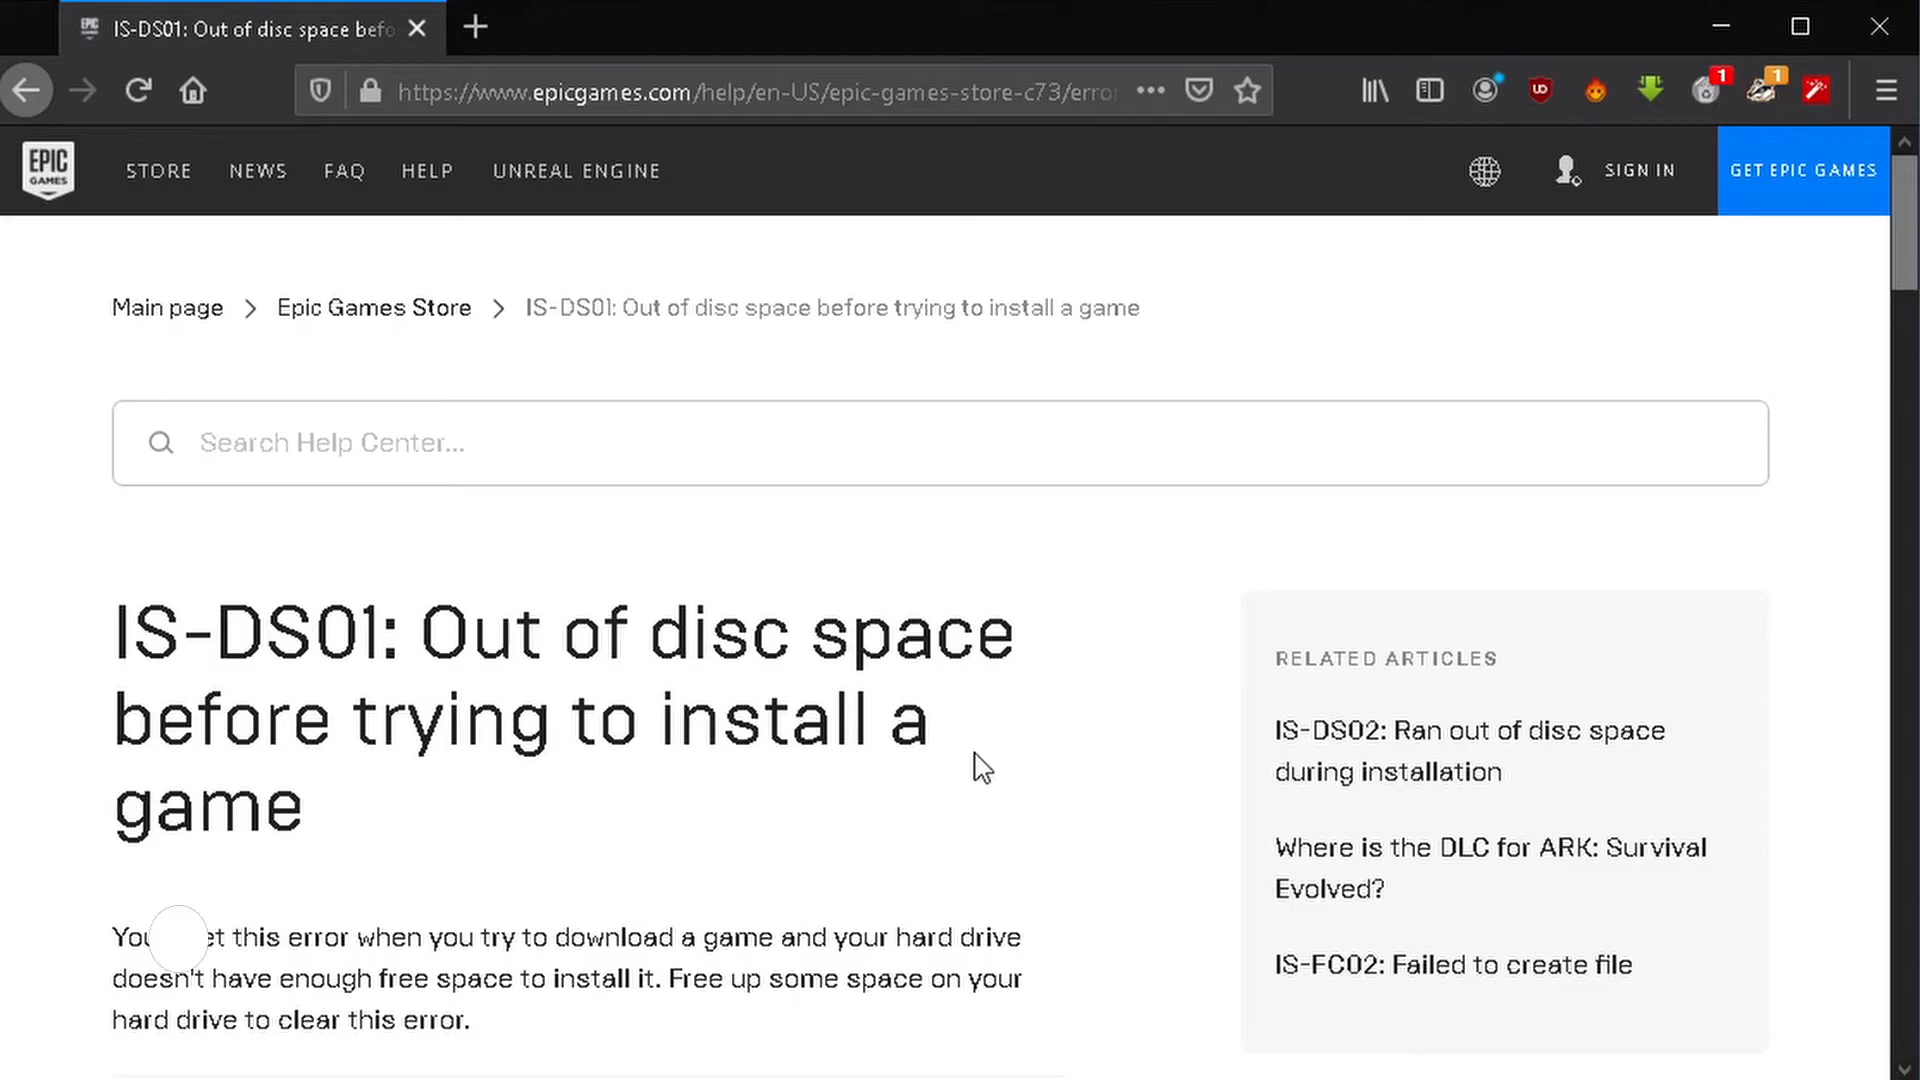 IS-DS01: Out of disc space befo
https://www.epicgames.com/help/en-US/epic-games-store-c73/erro
UD
1
1
EPIC
GAMES
STORE NEWS FAQ HELP UNREAL ENGINE
SIGN IN
GET EPIC GAMES
Main page > Epic Games Store > IS-DS01: Out of disc space before trying to install a game
Search Help Center...
IS-DS01: Out of disc space
before trying to install a
game
this error when you try to download a game and your hard drive
doesn't have enough free space to install it. Free up some space on your
hard drive to clear this error.
RELATED ARTICLES
IS-DS02: Ran out of disc space
during installation
Where is the DLC for ARK: Survival
Evolved?
IS-FC02: Failed to create file